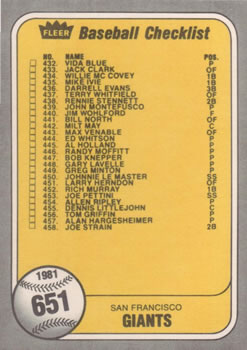 FLEER Baseball Checklist
NO. NAME POS.
432. VIDA BLUE P
433. JACK CLARK OF
434. WILLIE MC COVEY 1B
435. MIKE IVIE 1B
436. DARRELL EVANS 3B
437. TERRY WHITFIELD OF
438. RENNIE STENNETT 2B
439. JOHN MONTEFUSCO P
440. JIM WOHLFORD F
441. BILL NORTH OF
442. MILT MAY C
443. MAX VENABLE OF
444. ED WHITSON P
445. AL HOLLAND P
446. RANDY MOFFITT P
447. BOB KNEPPER P
448. GARY LAVELLE P
449. GREG MINTON P
450. JOHNNIE LE MASTER SS
451. LARRY HERNDON OF
452. RICH MURRAY 1B
453. JOE PETTINI SS
454. ALLEN RIPLEY P
455. DENNIS LITTLEJOHN C
456. TOM GRIFFIN P
457. ALAN HARGESHEIMER P
458. JOE STRAIN 2B
1981
651
SAN FRANCISCO
GIANTS